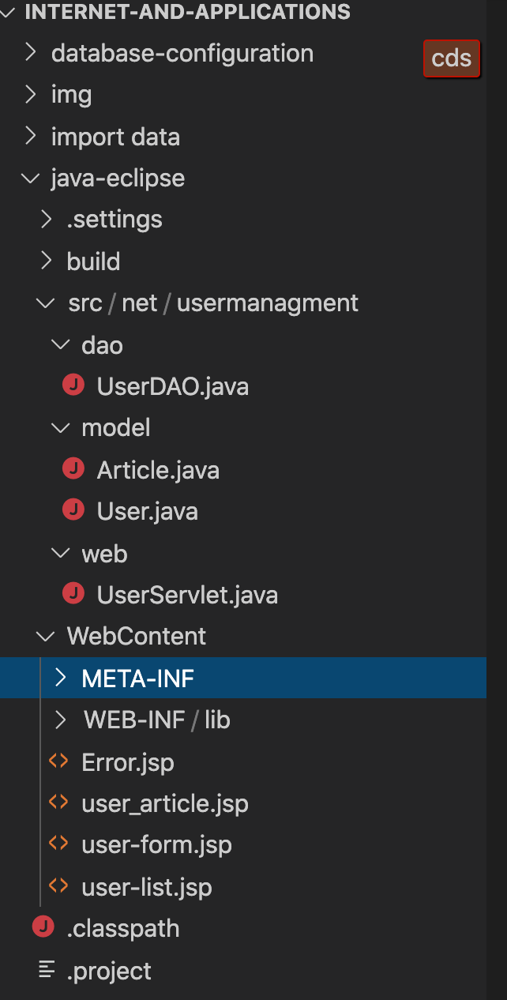 INTERNET-AND-APPLICATIONS
database-configuration
cds
img
import data
java-eclipse
.settings
build
src / net / usermanagment
dao
J UserDAO.java
model
J Article.java
J User.java
web
J UserServlet.java
WebContent
META-INF
WEB-INF / lib
<> Error.jsp
<> user_article.jsp
<> user-form.jsp
<> user-list.jsp
J .classpath
.project